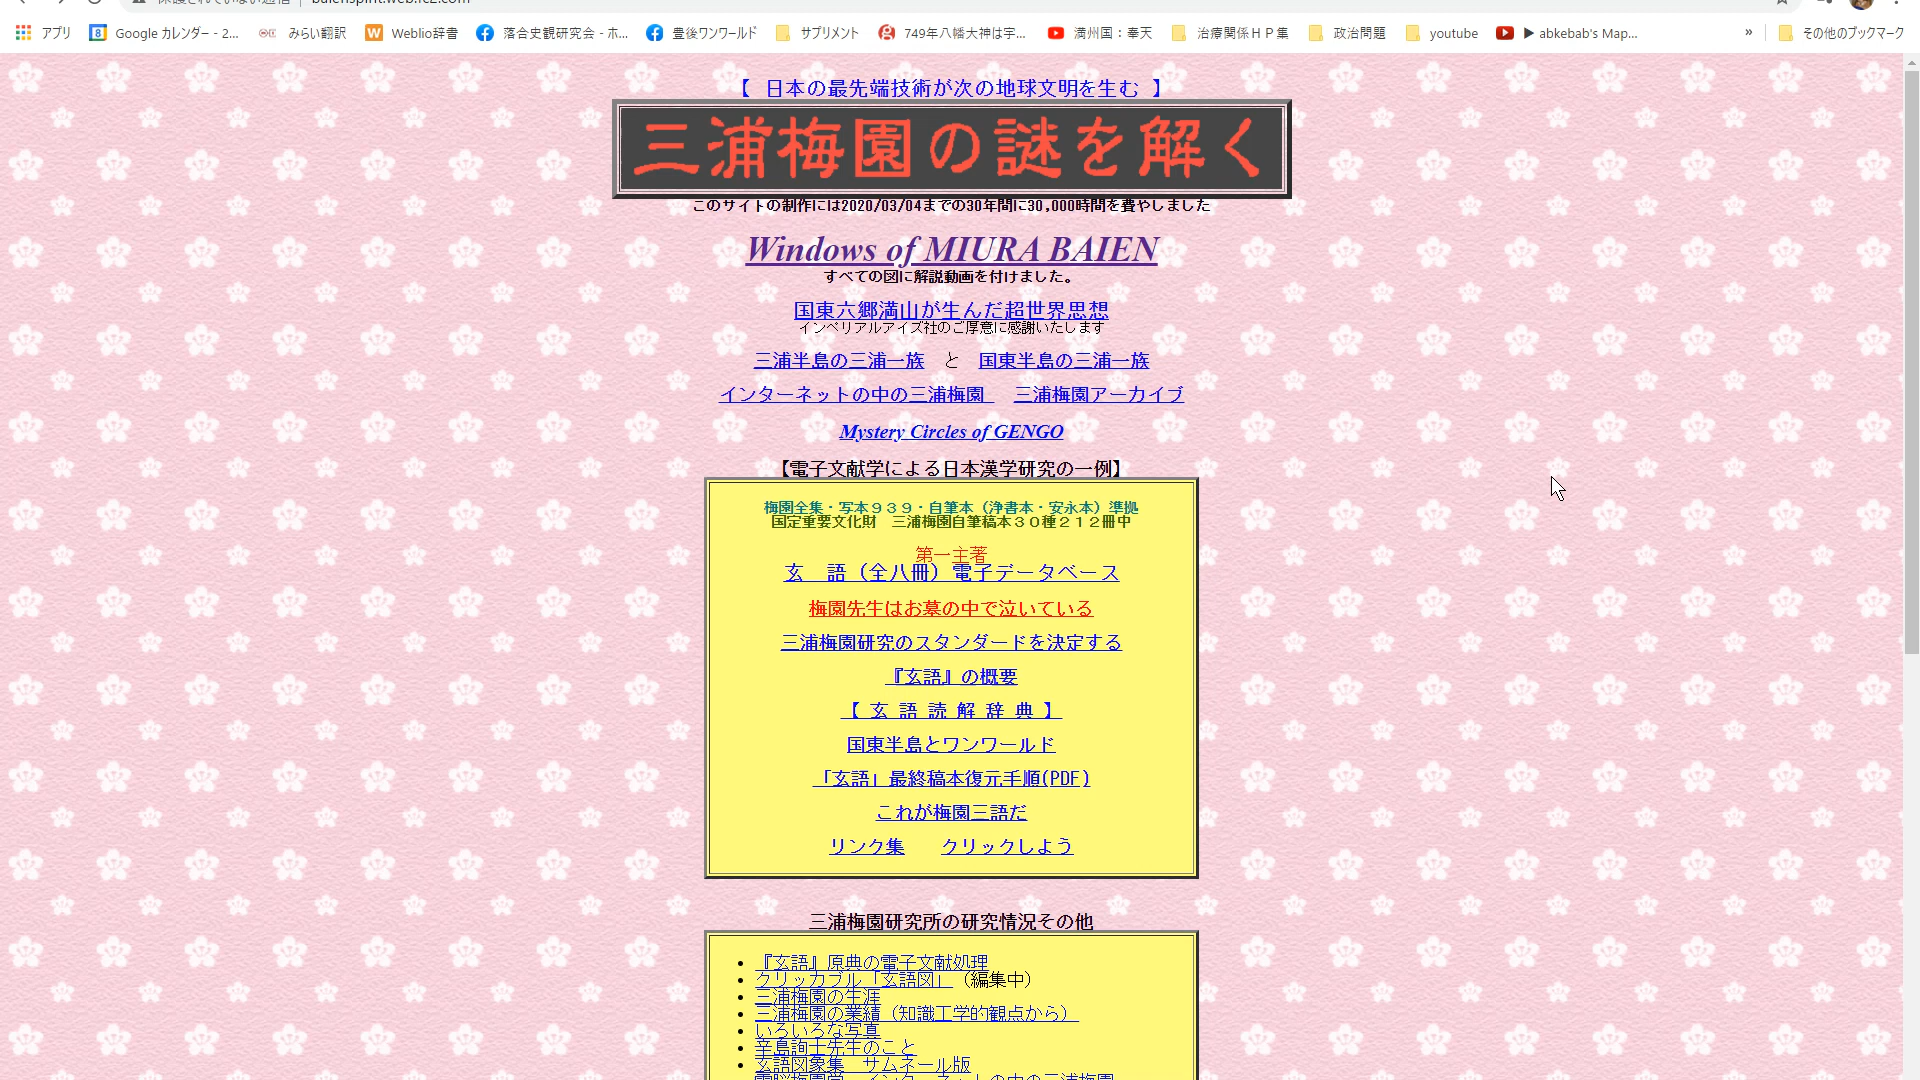 アプリ
Google カレンダー - 2...
みらい翻訳
Weblio辞書
落合史観研究会 - ホ...
豊後ワンワールド
サプリメント
749年八幡大神は宇...
満州国：奉天
治療関係ＨＰ集
政治問題
youtube
▶ abkebab's Map...
»
その他のブックマーク
【 日本の最先端技術が次の地球文明を生む 】
三浦梅園の謎を解く
このサイトの制作には2020/03/04までの30年間に30,000時間を費やしました
Windows of MIURA BAIEN
すべての図に解説動画を付けました。
国東六郷満山が生んだ超世界思想
インペリアルアイズ社のご厚意に感謝いたします
三浦半島の三浦一族　と　国東半島の三浦一族
インターネットの中の三浦梅園　三浦梅園アーカイブ
Mystery Circles of GENGO
【電子文献学による日本漢学研究の一例】
梅園全集・写本９３９・自筆本（浄書本・安永本）準拠
国定重要文化財　三浦梅園自筆稿本３０種２１２冊中
第一主著
玄　語（全八冊）電子データベース
梅園先生はお墓の中で泣いている
三浦梅園研究のスタンダードを決定する
『玄語』の概要
【 玄 語 読 解 辞 典 】
国東半島とワンワールド
「玄語」最終稿本復元手順(PDF)
これが梅園三語だ
リンク集　　クリックしよう
三浦梅園研究所の研究情況その他
『玄語』原典の電子文献処理
クリッカブル「玄語図」（編集中）
三浦梅園の生涯
三浦梅園の業績（知識工学的観点から）
いろいろな写真
辛島詢士先生のこと
玄語図象集　サムネール版